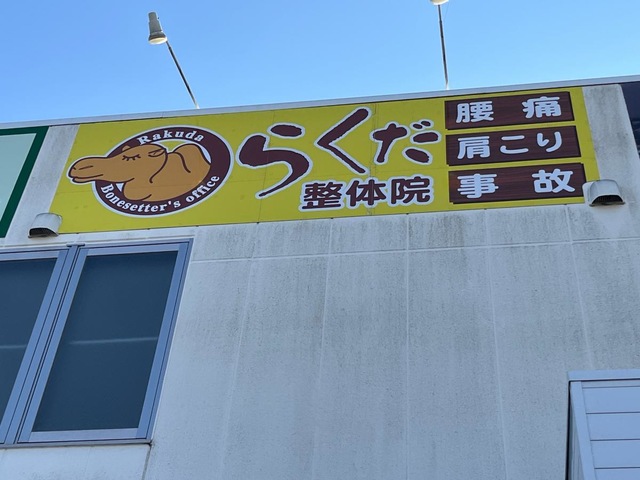 Rakuda
Bonesetter's office
らくだ
整体院
腰痛
肩こり
事故